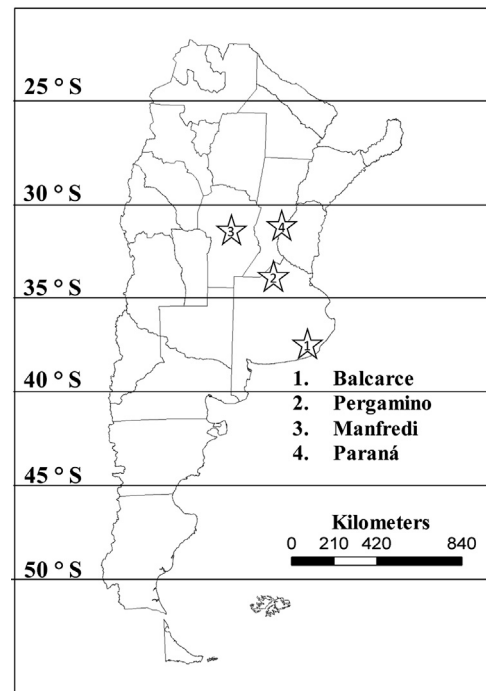 25 ° S
30 ° S
3
4
2
35 ° S
1
1. Balcarce
2. Pergamino
3. Manfredi
4. Paraná
40 ° S
45 ° S
Kilometers
0 210 420 840
50 ° S